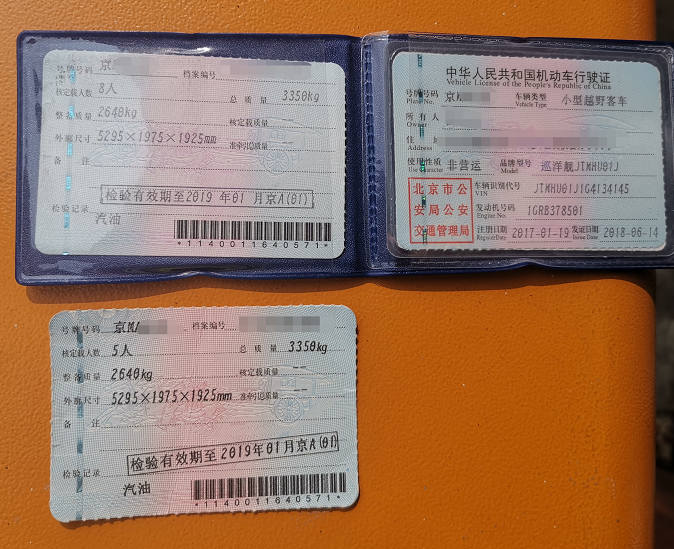 号牌号码 京 档案编号
核定载人数 8人 总质量 3350kg
整备质量 2640kg 核定载质量 --
外廓尺寸 5295×1975×1925mm 准牵引总质量 --
备注
检验有效期至2019年01月京A(01)
检验记录
汽油
*1140011640571*
中华人民共和国机动车行驶证
Vehicle License of the People's Republic of China
号牌号码 京 车辆类型 小型越野客车
Plate No. Vehicle Type
所有人
Owner
住址
Address
使用性质 非营运 品牌型号 巡洋舰JTMHU01J
Use Character Model
北京市公安局公安交通管理局
车辆识别代号 JTMHU01J1G4134145
VIN
发动机号码 1GRB378501
Engine No.
注册日期 2017-01-19 发证日期 2018-06-14
Register Date Issue Date
号牌号码 京M 档案编号
核定载人数 5人 总质量 3350kg
整备质量 2640kg 核定载质量 --
外廓尺寸 5295×1975×1925mm 准牵引总质量 --
备注
检验有效期至2019年01月京A(01)
检验记录
汽油
*1140011640571*